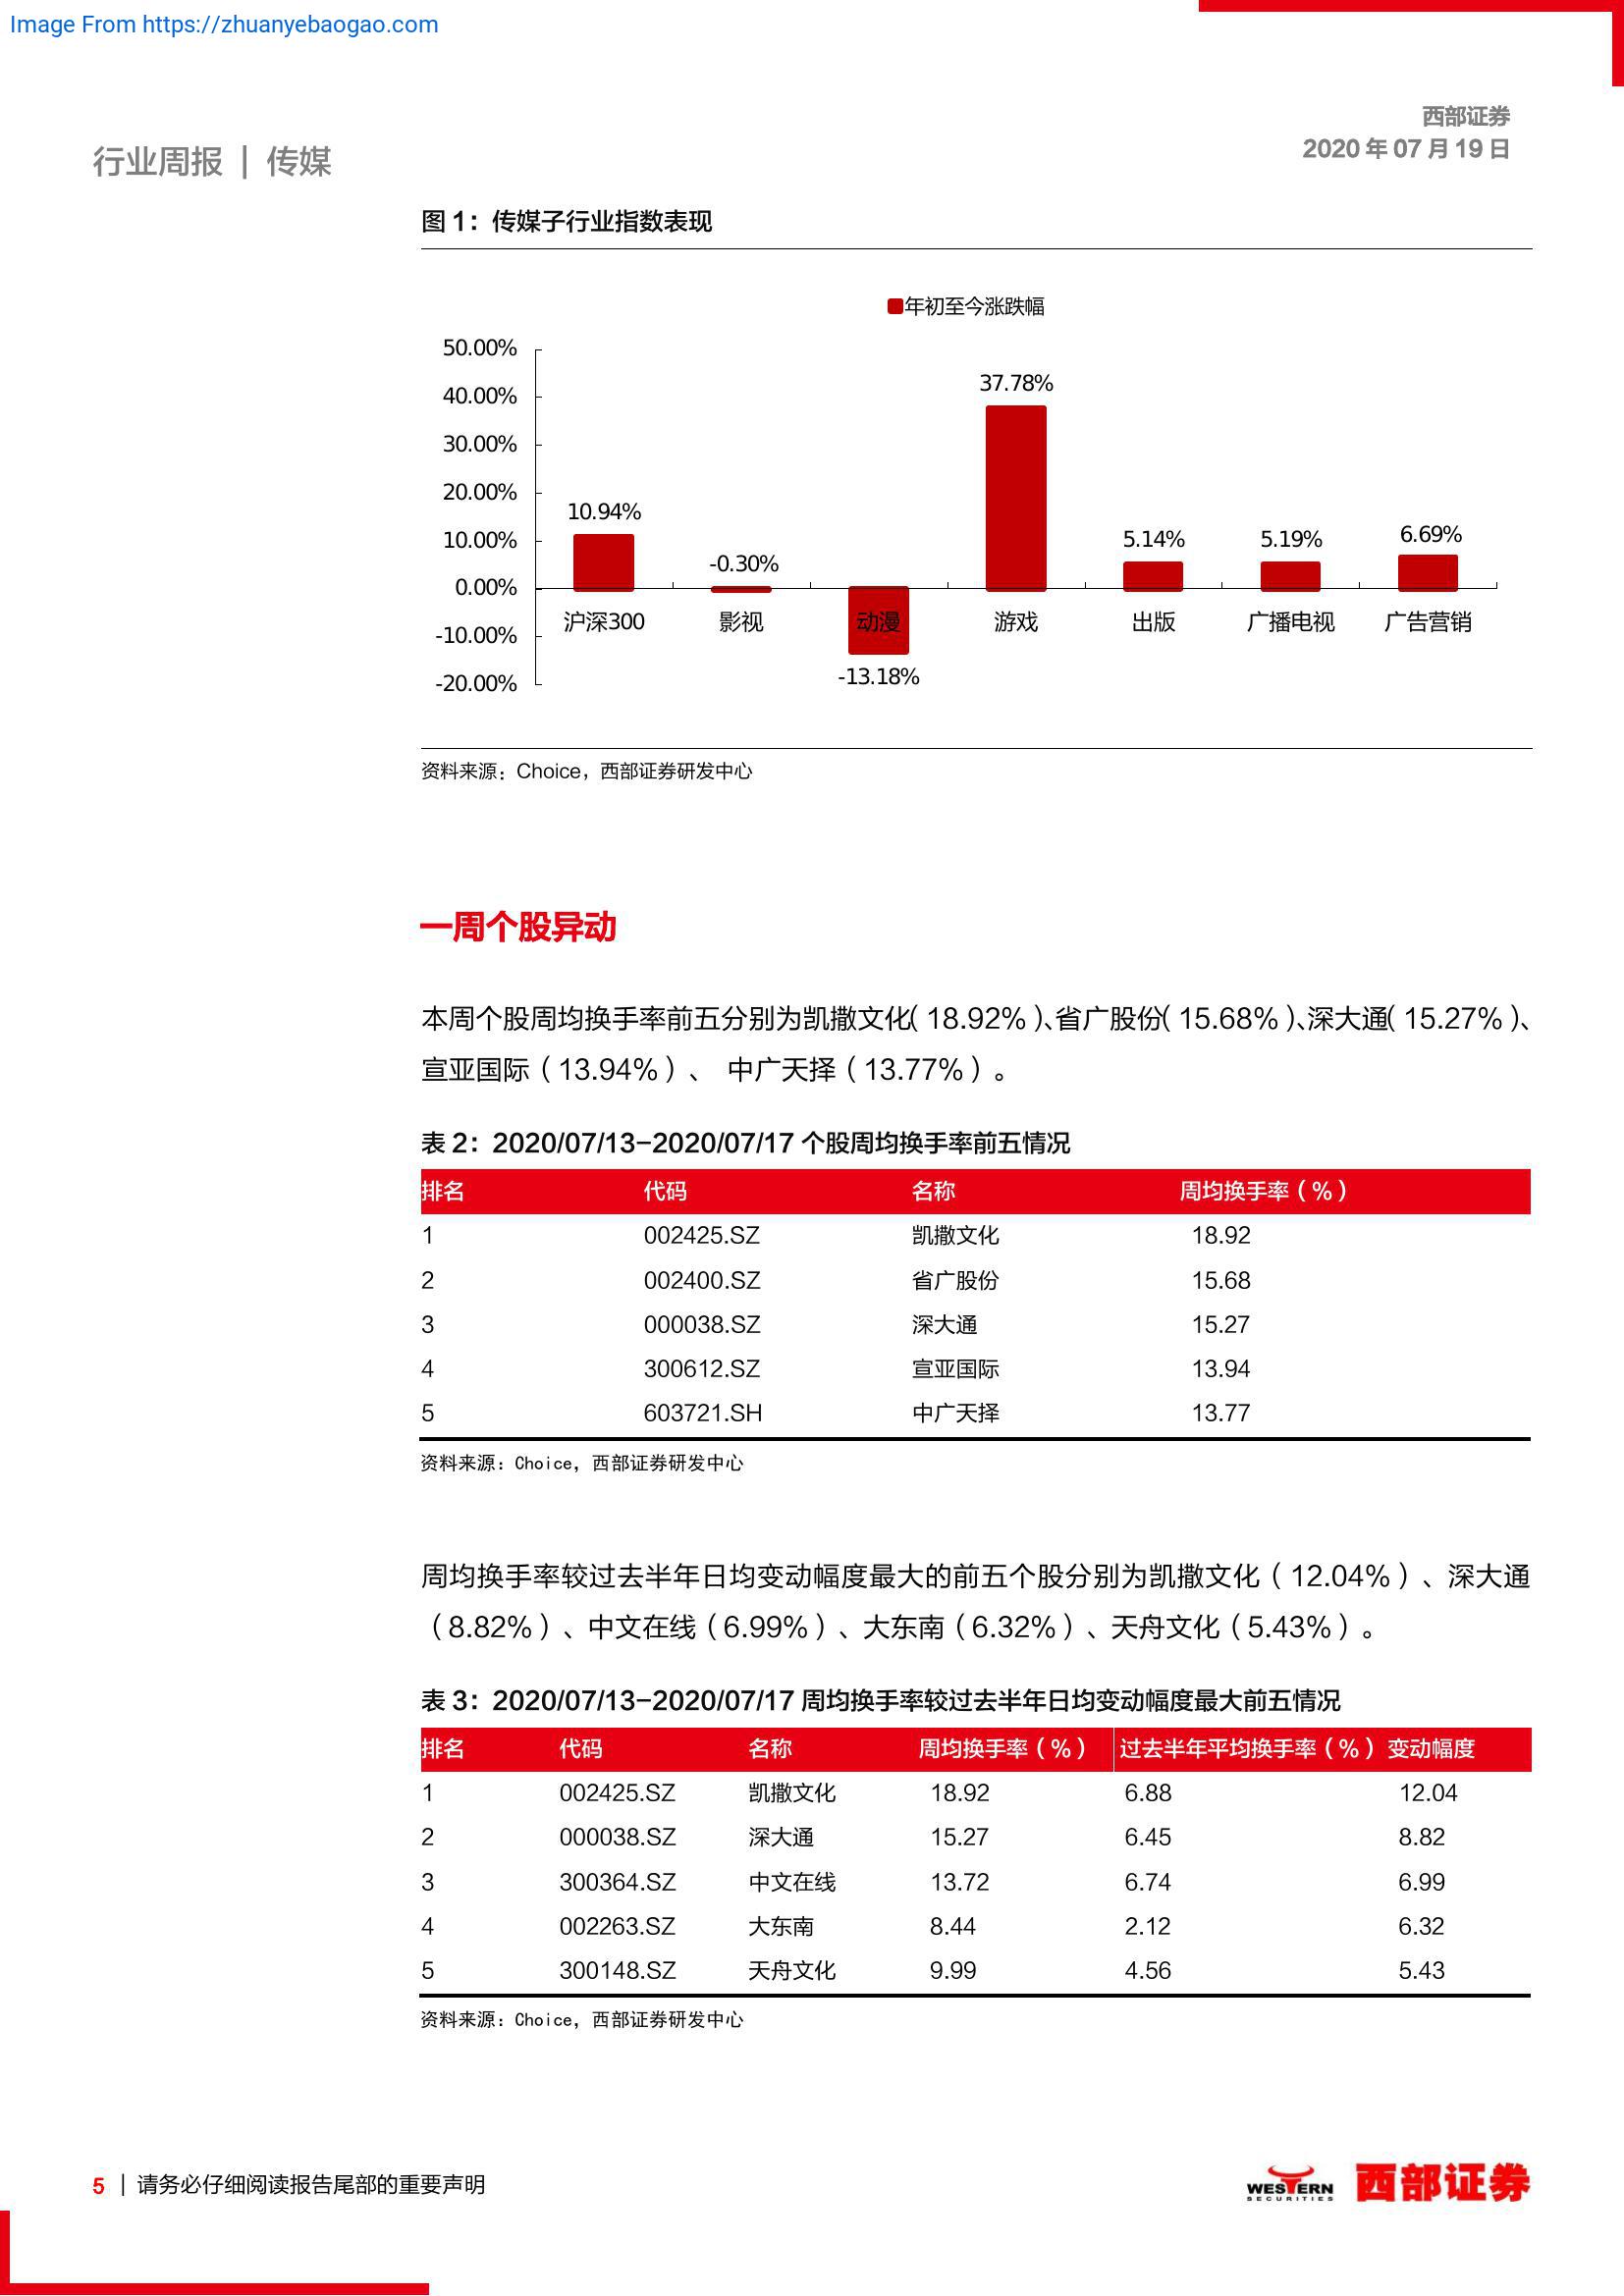 Image From https://zhuanyebaogao.com
西部证券
2020 年 07 月 19 日
行业周报 | 传媒
图 1：传媒子行业指数表现
年初至今涨跌幅
50.00%
40.00%
30.00%
20.00%
10.00%
0.00%
-10.00%
-20.00%
10.94%
-0.30%
-13.18%
37.78%
5.14%
5.19%
6.69%
沪深300 影视 动漫 游戏 出版 广播电视 广告营销
资料来源：Choice，西部证券研发中心
一周个股异动
本周个股周均换手率前五分别为凯撒文化（18.92%）、省广股份（15.68%）、深大通（15.27%）、
宣亚国际（13.94%）、 中广天择（13.77%）。
表 2：2020/07/13-2020/07/17 个股周均换手率前五情况
排名 代码 名称 周均换手率（%）
1 002425.SZ 凯撒文化 18.92
2 002400.SZ 省广股份 15.68
3 000038.SZ 深大通 15.27
4 300612.SZ 宣亚国际 13.94
5 603721.SH 中广天择 13.77
资料来源：Choice，西部证券研发中心
周均换手率较过去半年日均变动幅度最大的前五个股分别为凯撒文化（12.04%）、深大通
（8.82%）、中文在线（6.99%）、大东南（6.32%）、天舟文化（5.43%）。
表 3：2020/07/13-2020/07/17 周均换手率较过去半年日均变动幅度最大前五情况
排名 代码 名称 周均换手率（%） 过去半年平均换手率（%） 变动幅度
1 002425.SZ 凯撒文化 18.92 6.88 12.04
2 000038.SZ 深大通 15.27 6.45 8.82
3 300364.SZ 中文在线 13.72 6.74 6.99
4 002263.SZ 大东南 8.44 2.12 6.32
5 300148.SZ 天舟文化 9.99 4.56 5.43
资料来源：Choice，西部证券研发中心
5 | 请务必仔细阅读报告尾部的重要声明
WESTERN
SECURITIES
西部证券